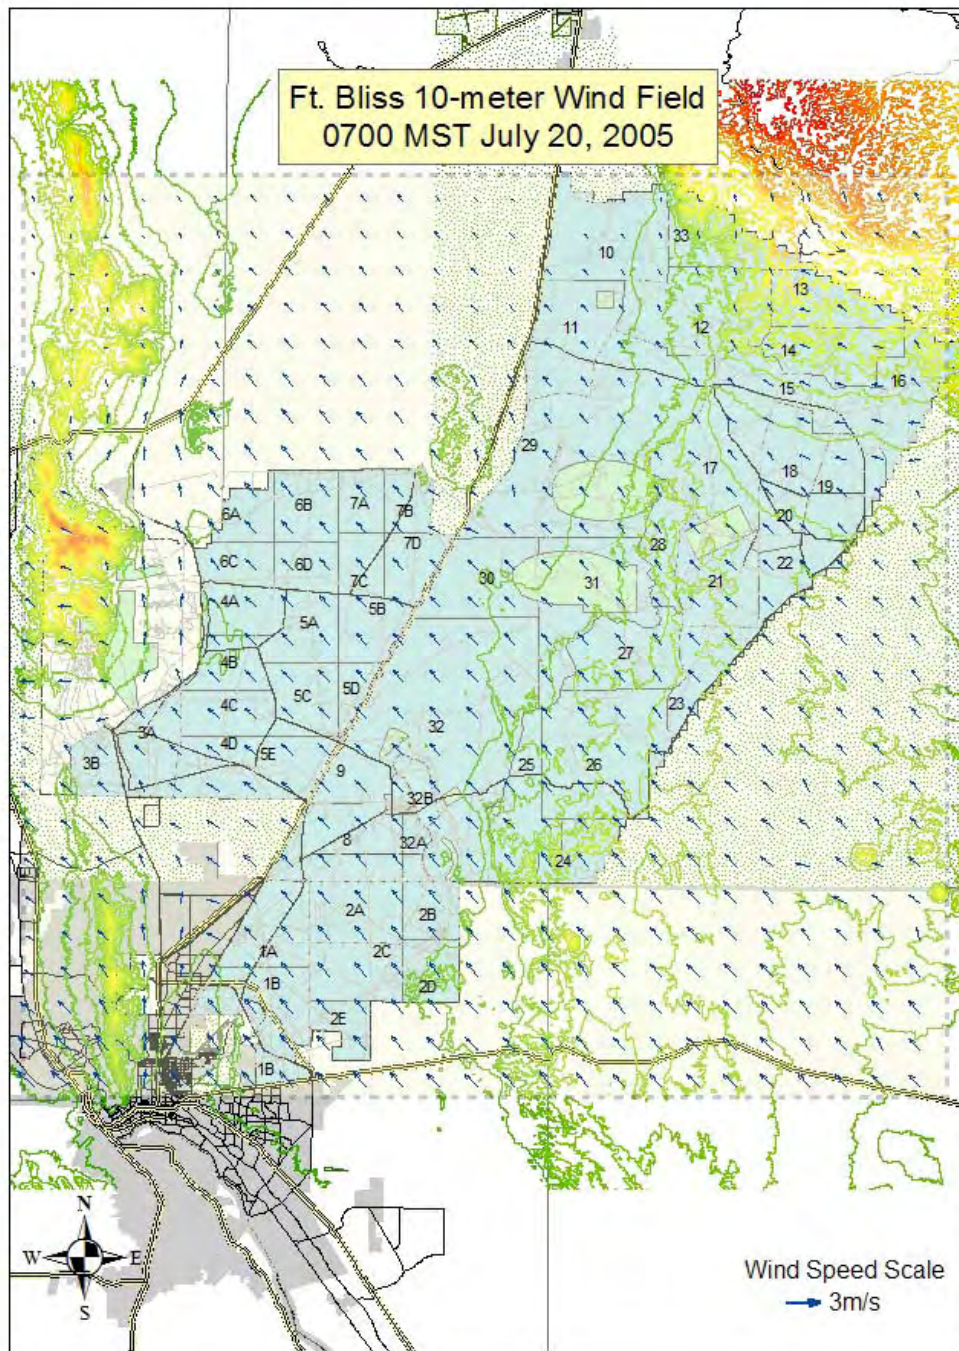 Ft. Bliss 10-meter Wind Field
0700 MST July 20, 2005
10
33
13
11
12
14
15
16
29
17
18
19
6A
6B
7A
7B
20
7D
28
6C
6D
22
7C
30
31
21
4A
5B
5A
4B
27
5C
5D
4C
23
32
3A
4D
5E
3B
9
25
26
32B
8
32A
24
2A
2B
1A
2C
1B
2D
2E
1B
N
W
E
S
Wind Speed Scale
3m/s